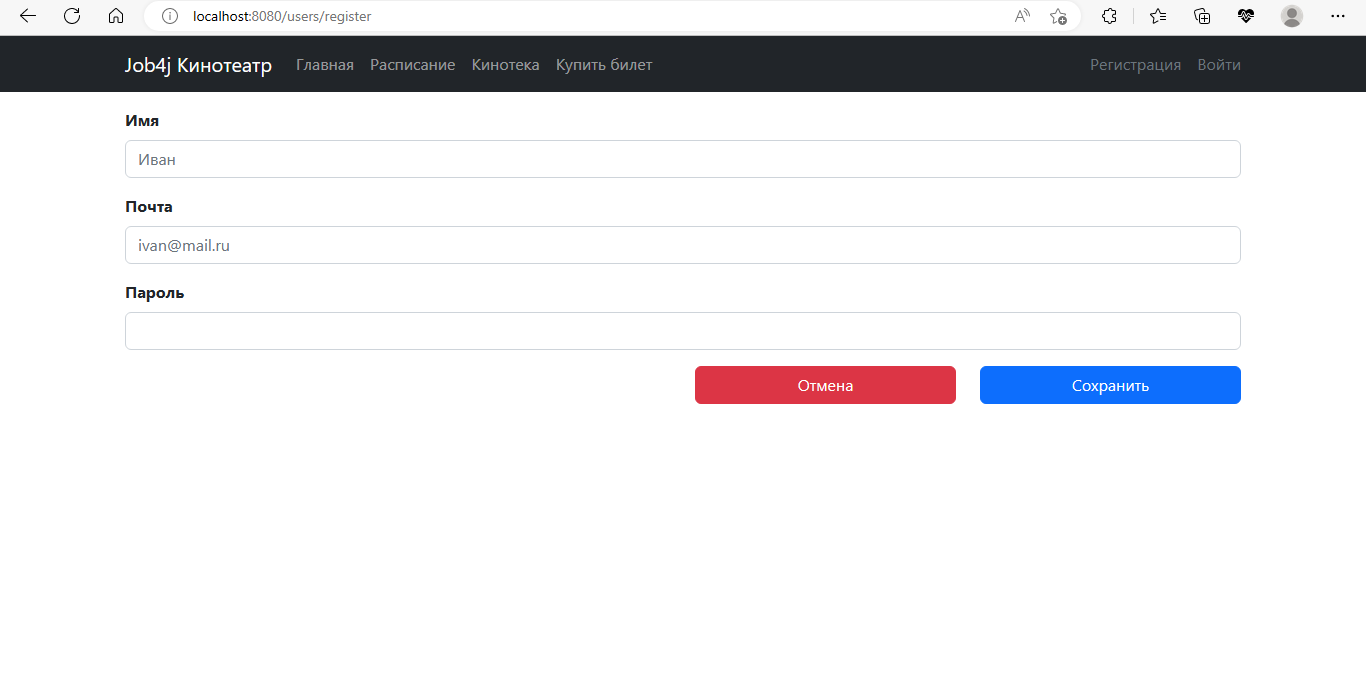 localhost:8080/users/register
Job4j Кинотеатр Главная Расписание Кинотека Купить билет Регистрация Войти
Имя
Иван
Почта
ivan@mail.ru
Пароль
Отмена Сохранить